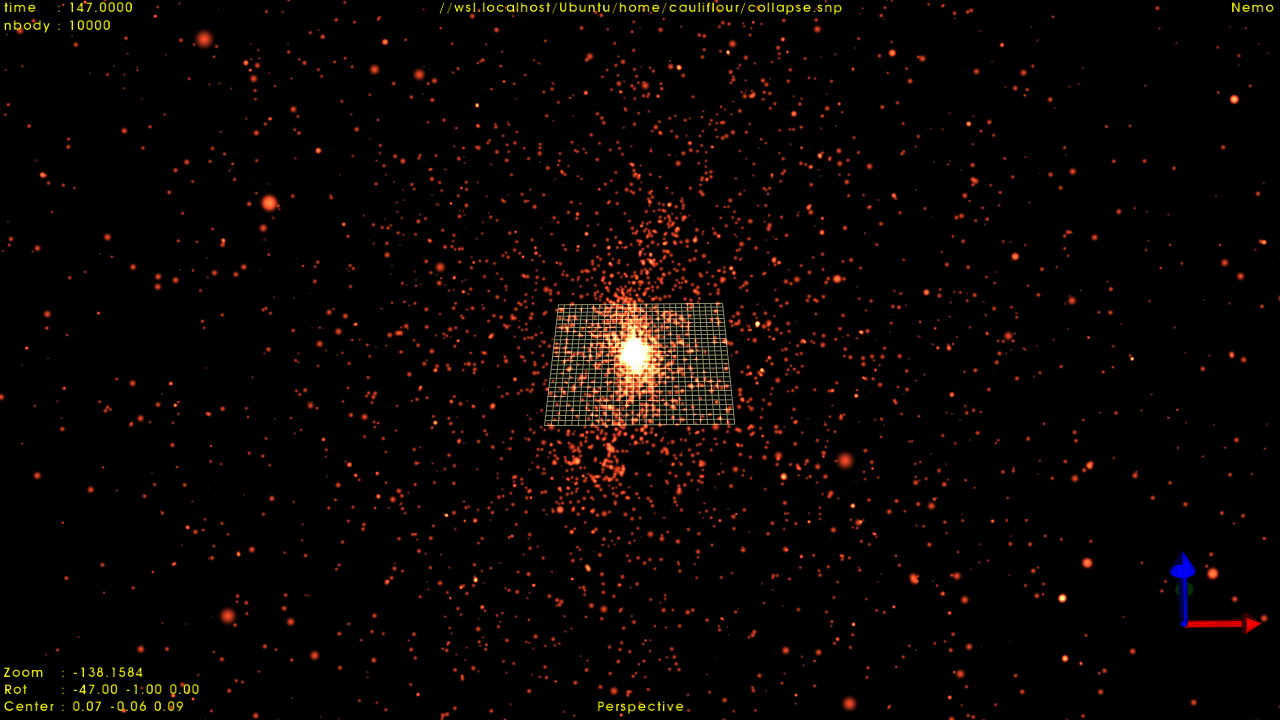 time : 147.0000
//wsl.localhost/Ubuntu/home/cauliflour/collapse.snp
Nemo
nbody : 10000
Zoom : -138.1584
Rot : -47.00 -1.00 0.00
Center : 0.07 -0.06 0.09
Perspective